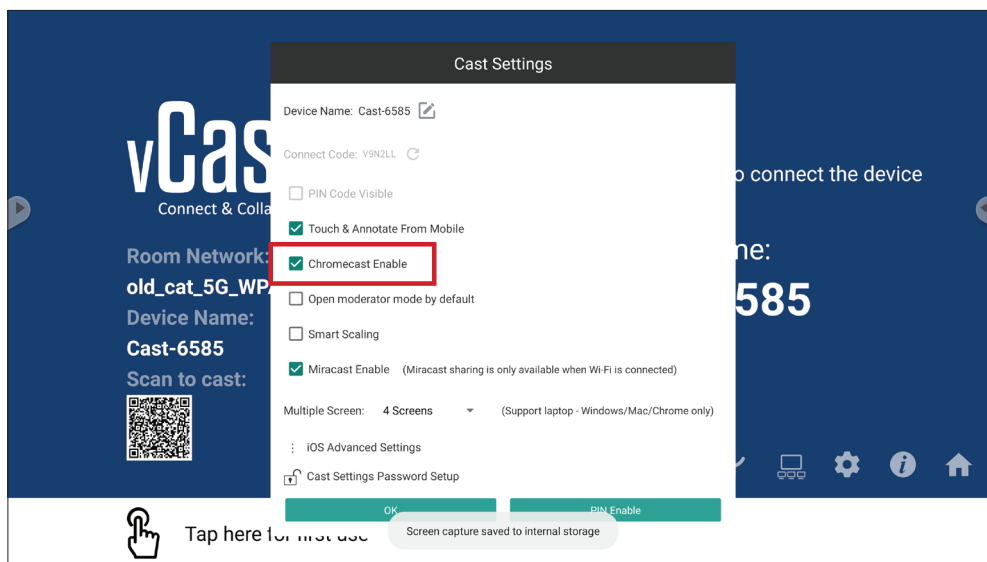 Cast Settings
Device Name: Cast-6585
Connect Code: V9N2LL
PIN Code Visible
Touch & Annotate From Mobile
Chromecast Enable
Open moderator mode by default
Smart Scaling
Miracast Enable (Miracast sharing is only available when Wi-Fi is connected)
Multiple Screen: 4 Screens (Support laptop - Windows/Mac/Chrome only)
iOS Advanced Settings
Cast Settings Password Setup
OK PIN Enable
Screen capture saved to internal storage
vCas
Connect & Colla
Room Network:
old_cat_5G_WPA
Device Name:
Cast-6585
Scan to cast:
o connect the device
me:
585
Tap here for first use